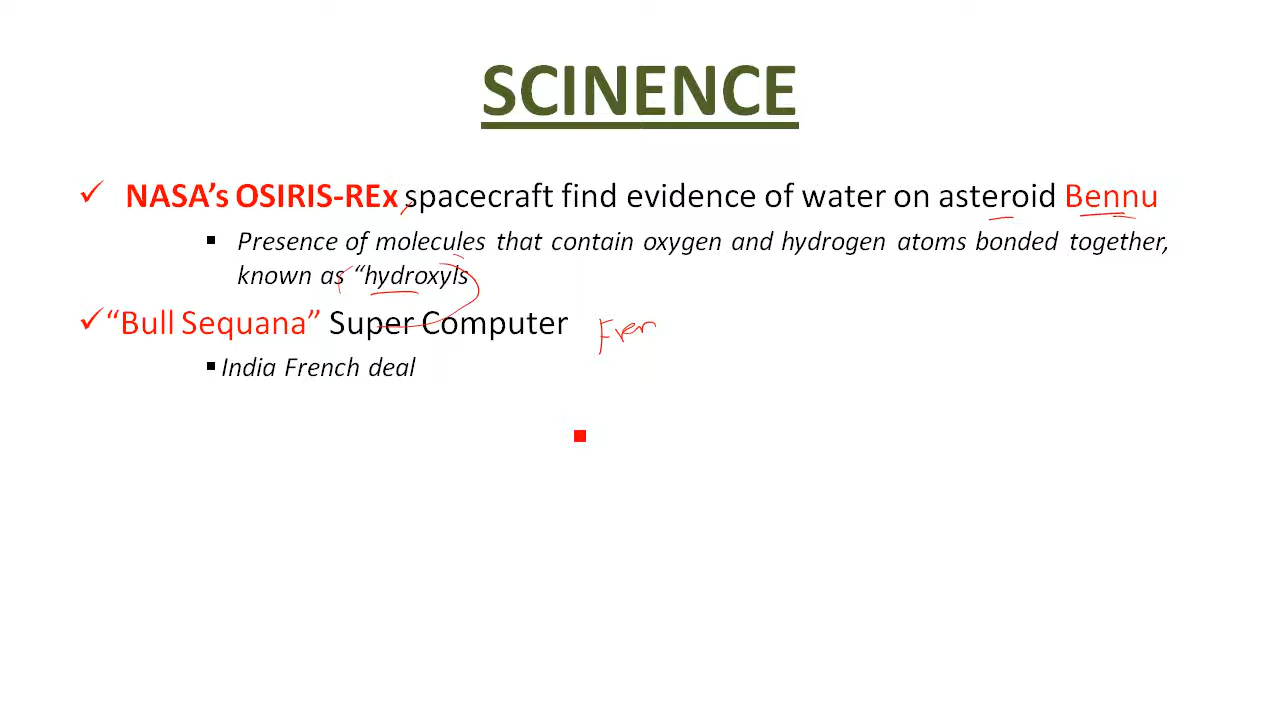 SCINENCE
✓ NASA's OSIRIS-REx spacecraft find evidence of water on asteroid Bennu
▪ Presence of molecules that contain oxygen and hydrogen atoms bonded together,
known as “hydroxyls
✓“Bull Sequana” Super Computer
Fren
▪ India French deal